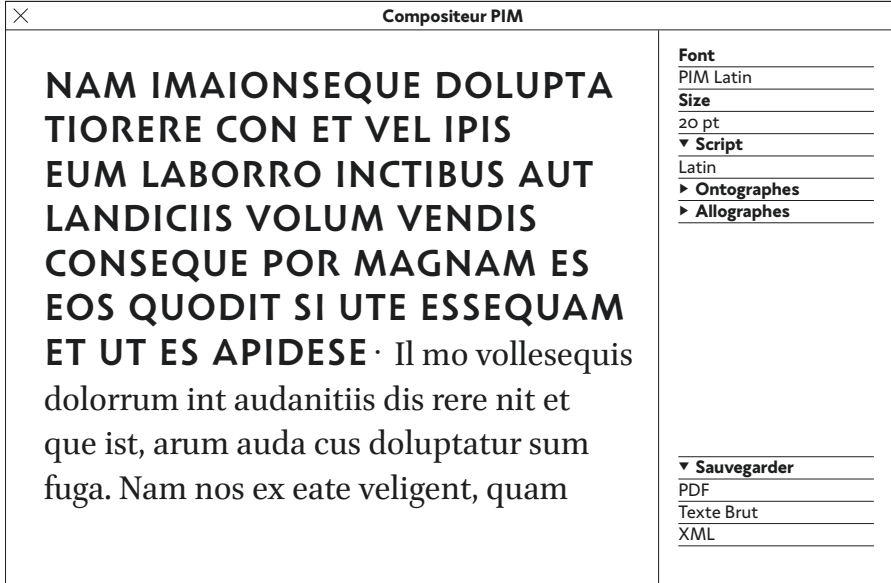 Compositeur PIM
NAM IMAIONSEQUE DOLUPTA
TIORERE CON ET VEL IPIS
EUM LABORRO INCTIBUS AUT
LANDICIIS VOLUM VENDIS
CONSEQUE POR MAGNAM ES
EOS QUODIT SI UTE ESSEQUAM
ET UT ES APIDESE · Il mo vollesequis
dolorrum int audanitiis dis rere nit et
que ist, arum auda cus doluptatur sum
fuga. Nam nos ex eate veligent, quam
Font
PIM Latin
Size
20 pt
▼ Script
Latin
▶ Ontographes
▶ Allographes
▼ Sauvegarder
PDF
Texte Brut
XML